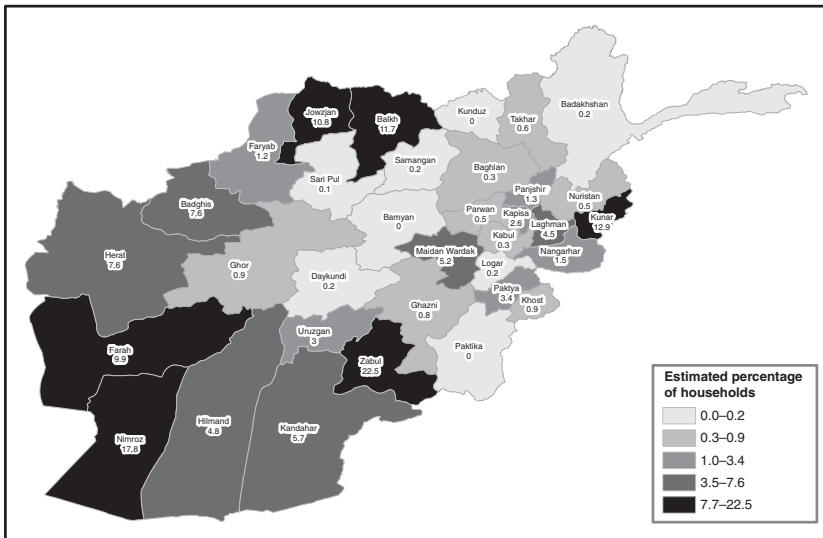 Badakhshan
0.2
Jowzjan
10.8
Balkh
11.7
Kunduz
0
Takhar
0.6
Faryab
1.2
Samangan
0.2
Baghlan
0.3
Sari Pul
0.1
Panjshir
1.3
Nuristan
0.5
Badghis
7.6
Bamyan
0
Parwan
0.5
Kapisa
2.6
Kunar
12.9
Laghman
4.5
Kabul
0.3
Herat
7.6
Maidan Wardak
5.2
Nangarhar
1.5
Ghor
0.9
Logar
0.2
Daykundi
0.2
Paktya
3.4
Khost
0.9
Ghazni
0.8
Uruzgan
3
Farah
9.9
Zabul
22.5
Paktika
0
Nimroz
17.8
Hilmand
4.8
Kandahar
5.7
Estimated percentage
of households
0.0–0.2
0.3–0.9
1.0–3.4
3.5–7.6
7.7–22.5